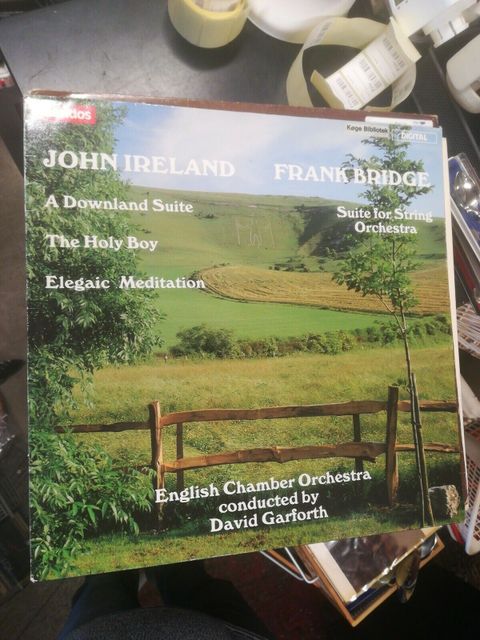 Køge Bibliotek
DIGITAL
JOHN IRELAND
FRANK BRIDGE
A Downland Suite
The Holy Boy
Elegaic Meditation
Suite for String
Orchestra
English Chamber Orchestra
conducted by
David Garforth